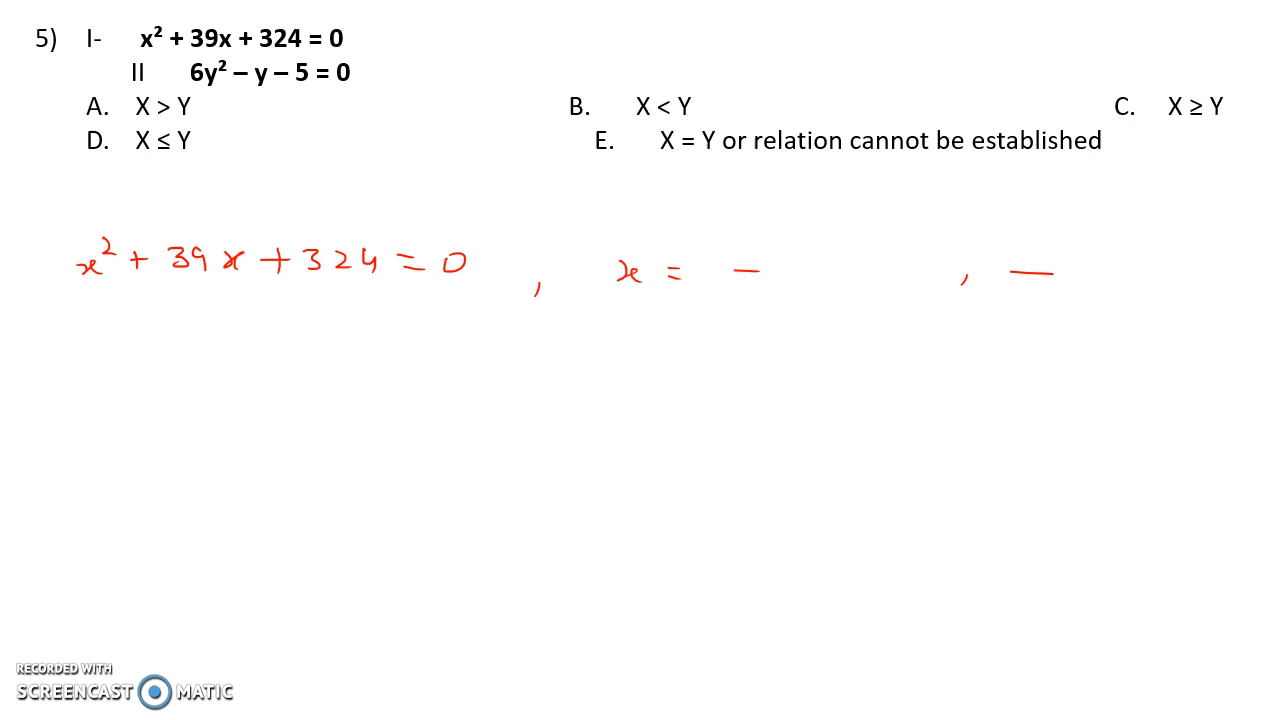 5) I- x² + 39x + 324 = 0
II 6y² – y – 5 = 0
A. X > Y B. X < Y C. X ≥ Y
D. X ≤ Y E. X = Y or relation cannot be established
x² + 39x + 324 = 0 , x = – , —
RECORDED WITH
SCREENCAST MATIC